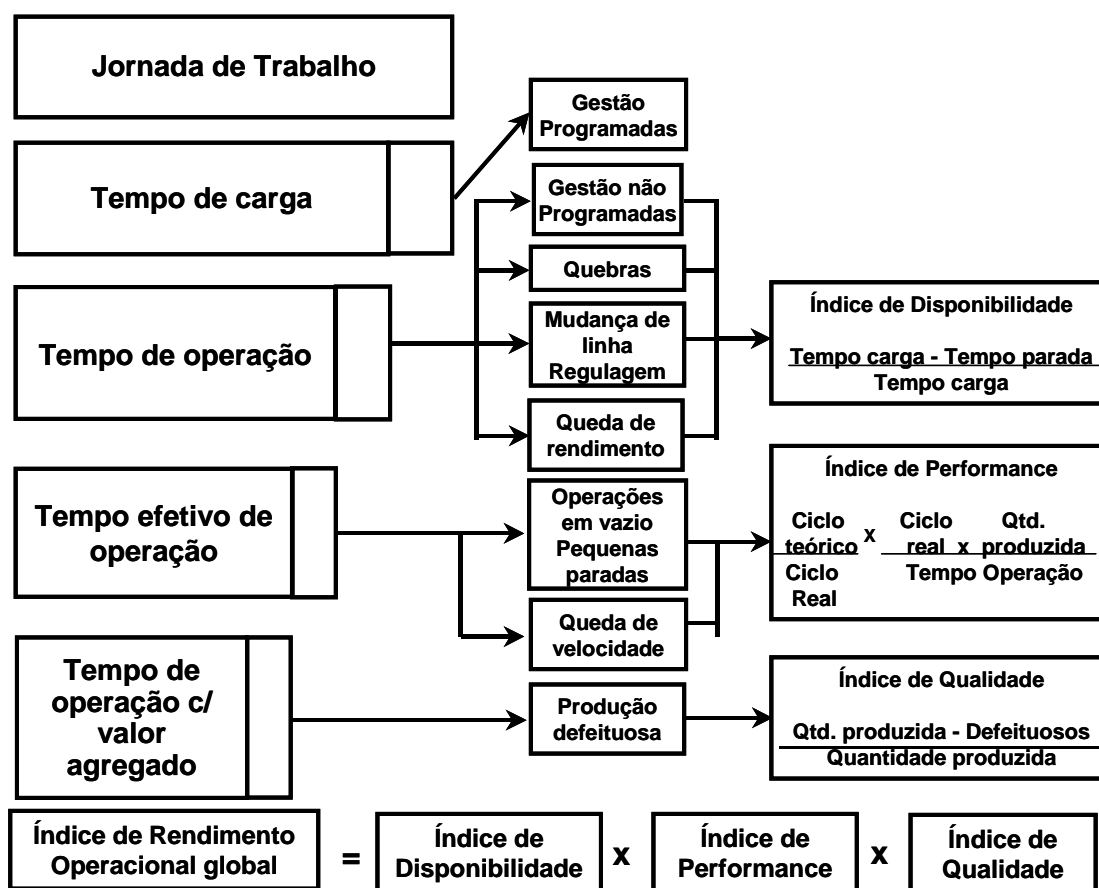 Jornada de Trabalho
Tempo de carga
Tempo de operação
Tempo efetivo de
operação
Tempo de
operação c/
valor
agregado
Gestão
Programadas
Gestão não
Programadas
Quebras
Mudança de
linha
Regulagem
Queda de
rendimento
Operações
em vazio
Pequenas
paradas
Queda de
velocidade
Produção
defeituosa
Índice de Disponibilidade
Tempo carga - Tempo parada
Tempo carga
Índice de Performance
Ciclo
teórico
Ciclo
Real
x
Ciclo Qtd.
real x produzida
Tempo Operação
Índice de Qualidade
Qtd. produzida - Defeituosos
Quantidade produzida
Índice de Rendimento
Operacional global
=
Índice de
Disponibilidade
x
Índice de
Performance
x
Índice de
Qualidade